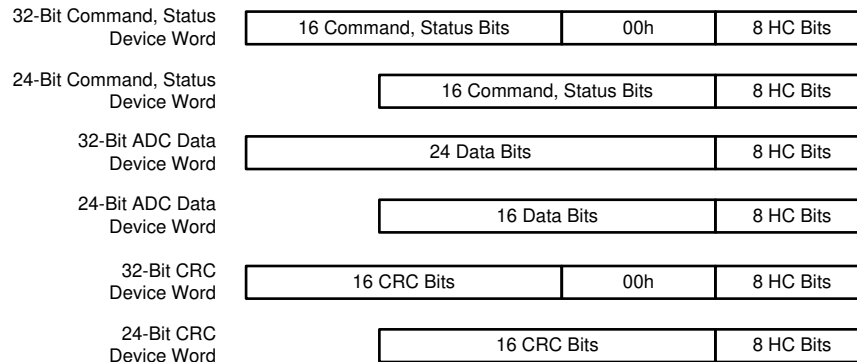 32-Bit Command, Status
Device Word
16 Command, Status Bits
00h
8 HC Bits
24-Bit Command, Status
Device Word
16 Command, Status Bits
8 HC Bits
32-Bit ADC Data
Device Word
24 Data Bits
8 HC Bits
24-Bit ADC Data
Device Word
16 Data Bits
8 HC Bits
32-Bit CRC
Device Word
16 CRC Bits
00h
8 HC Bits
24-Bit CRC
Device Word
16 CRC Bits
8 HC Bits